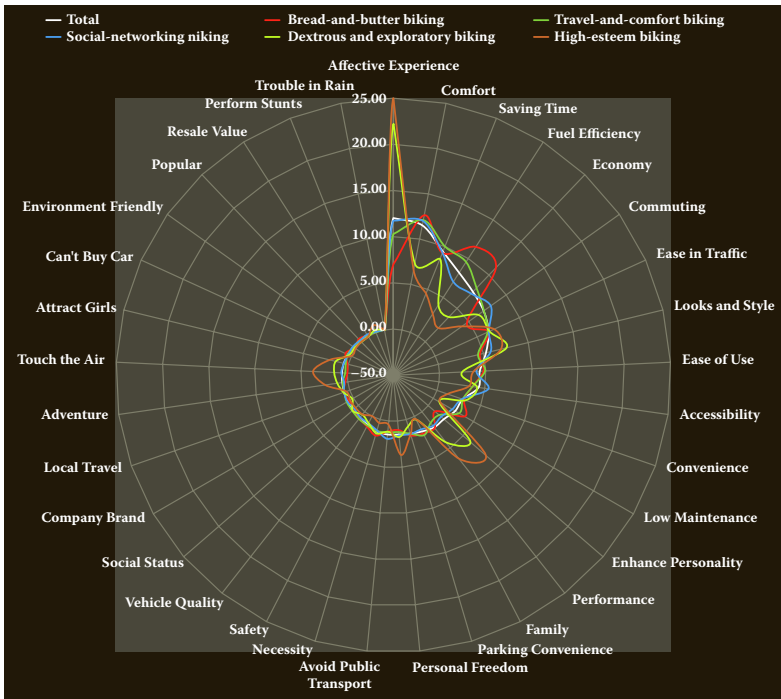 Total
Bread-and-butter biking
Travel-and-comfort biking
Social-networking niking
Dextrous and exploratory biking
High-esteem biking
Affective Experience
Trouble in Rain
Comfort
25.00
Perform Stunts
Saving Time
Resale Value
Fuel Efficiency
20.00
Popular
Economy
15.00
Environment Friendly
Commuting
10.00
Can't Buy Car
Ease in Traffic
5.00
Attract Girls
Looks and Style
0.00
Touch the Air
Ease of Use
−50.0
Adventure
Accessibility
Local Travel
Convenience
Company Brand
Low Maintenance
Social Status
Enhance Personality
Vehicle Quality
Performance
Safety
Family
Necessity
Parking Convenience
Avoid Public
Transport
Personal Freedom